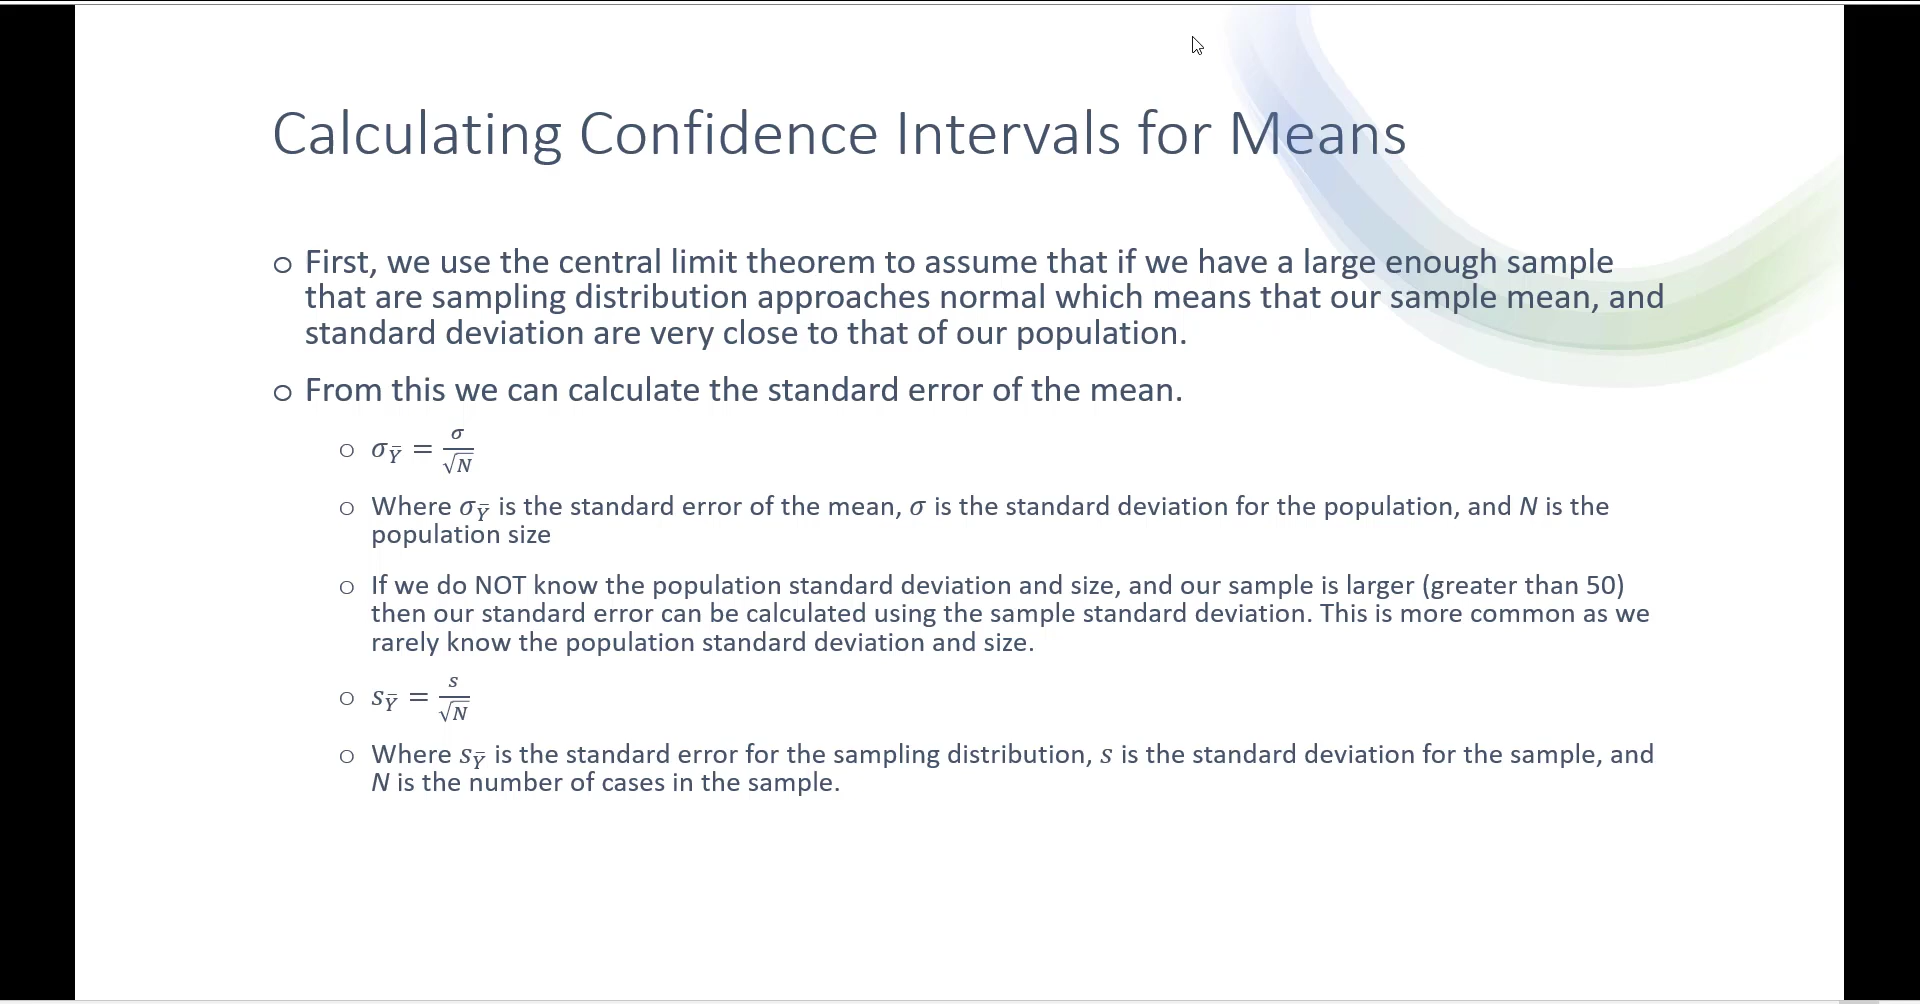 Calculating Confidence Intervals for Means
o First, we use the central limit theorem to assume that if we have a large enough sample
that are sampling distribution approaches normal which means that our sample mean, and
standard deviation are very close to that of our population.
o From this we can calculate the standard error of the mean.
o σ_Ȳ = σ/√N
o Where σ_Ȳ is the standard error of the mean, σ is the standard deviation for the population, and N is the
population size
o If we do NOT know the population standard deviation and size, and our sample is larger (greater than 50)
then our standard error can be calculated using the sample standard deviation. This is more common as we
rarely know the population standard deviation and size.
o s_Ȳ = s/√N
o Where s_Ȳ is the standard error for the sampling distribution, s is the standard deviation for the sample, and
N is the number of cases in the sample.